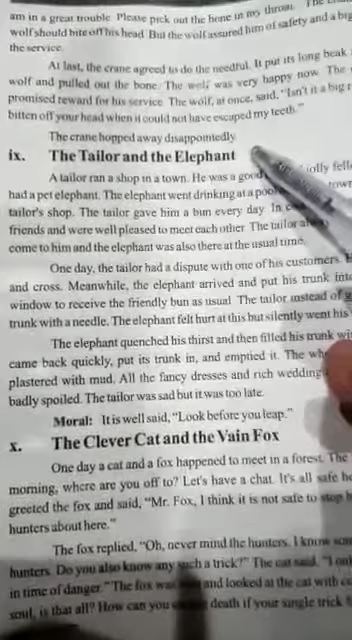 am in a great trouble. Please pick out the bone in my throat. The
wolf should bite off his head. But the wolf assured him of safety and a big
the service.
At last, the crane agreed to do the needful. It put its long beak
wolf and pulled out the bone. The wolf was very happy now. The
promised reward for his service. The wolf, at once, said, "Isn't it a big
bitten off your head when it could not have escaped my teeth."
The crane hopped away disappointedly.
ix. The Tailor and the Elephant
A tailor ran a shop in a town. He was a good jolly
had a pet elephant. The elephant went drinking at a pool town
tailor's shop. The tailor gave him a bun every day. In
friends and were well pleased to meet each other. The tailor
come to him and the elephant was also there at the usual time.
One day, the tailor had a dispute with one of his customers.
and cross. Meanwhile, the elephant arrived and put his trunk
window to receive the friendly bun as usual. The tailor instead of
trunk with a needle. The elephant felt hurt at this but silently went his
The elephant quenched his thirst and then filled his trunk
came back quickly, put its trunk in, and emptied it. The
plastered with mud. All the fancy dresses and rich wedding
badly spoiled. The tailor was sad but it was too late.
Moral: It is well said, "Look before you leap."
x. The Clever Cat and the Vain Fox
One day a cat and a fox happened to meet in a forest. The
morning, where are you off to? Let's have a chat. It's all safe
greeted the fox and said, "Mr. Fox, I think it is not safe to stop
hunters about here."
The fox replied, "Oh, never mind the hunters. I know
hunters. Do you also know any such a trick?" The cat said, "I
in time of danger." The fox was and looked at the cat with
soul, is that all? How can you death if your single trick